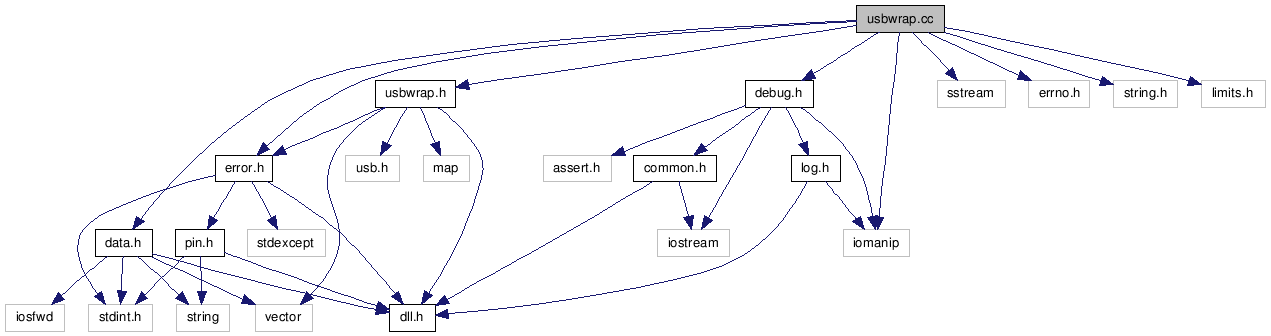 usbwrap.cc
usbwrap.h
debug.h
sstream
errno.h
string.h
limits.h
error.h
usb.h
map
assert.h
common.h
log.h
data.h
pin.h
stdexcept
iostream
iomanip
iosfwd
stdint.h
string
vector
dll.h